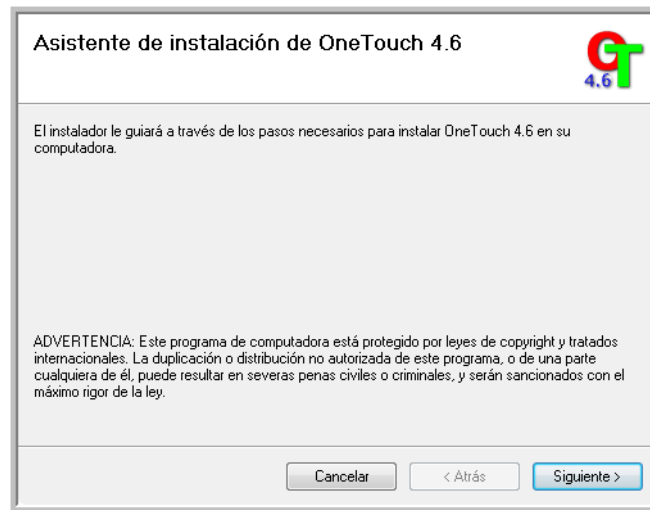 Asistente de instalación de OneTouch 4.6
OT
4.6
El instalador le guiará a través de los pasos necesarios para instalar OneTouch 4.6 en su
computadora.
ADVERTENCIA: Este programa de computadora está protegido por leyes de copyright y tratados
internacionales. La duplicación o distribución no autorizada de este programa, o de una parte
cualquiera de él, puede resultar en severas penas civiles o criminales, y serán sancionados con el
máximo rigor de la ley.
Cancelar
< Atrás
Siguiente >